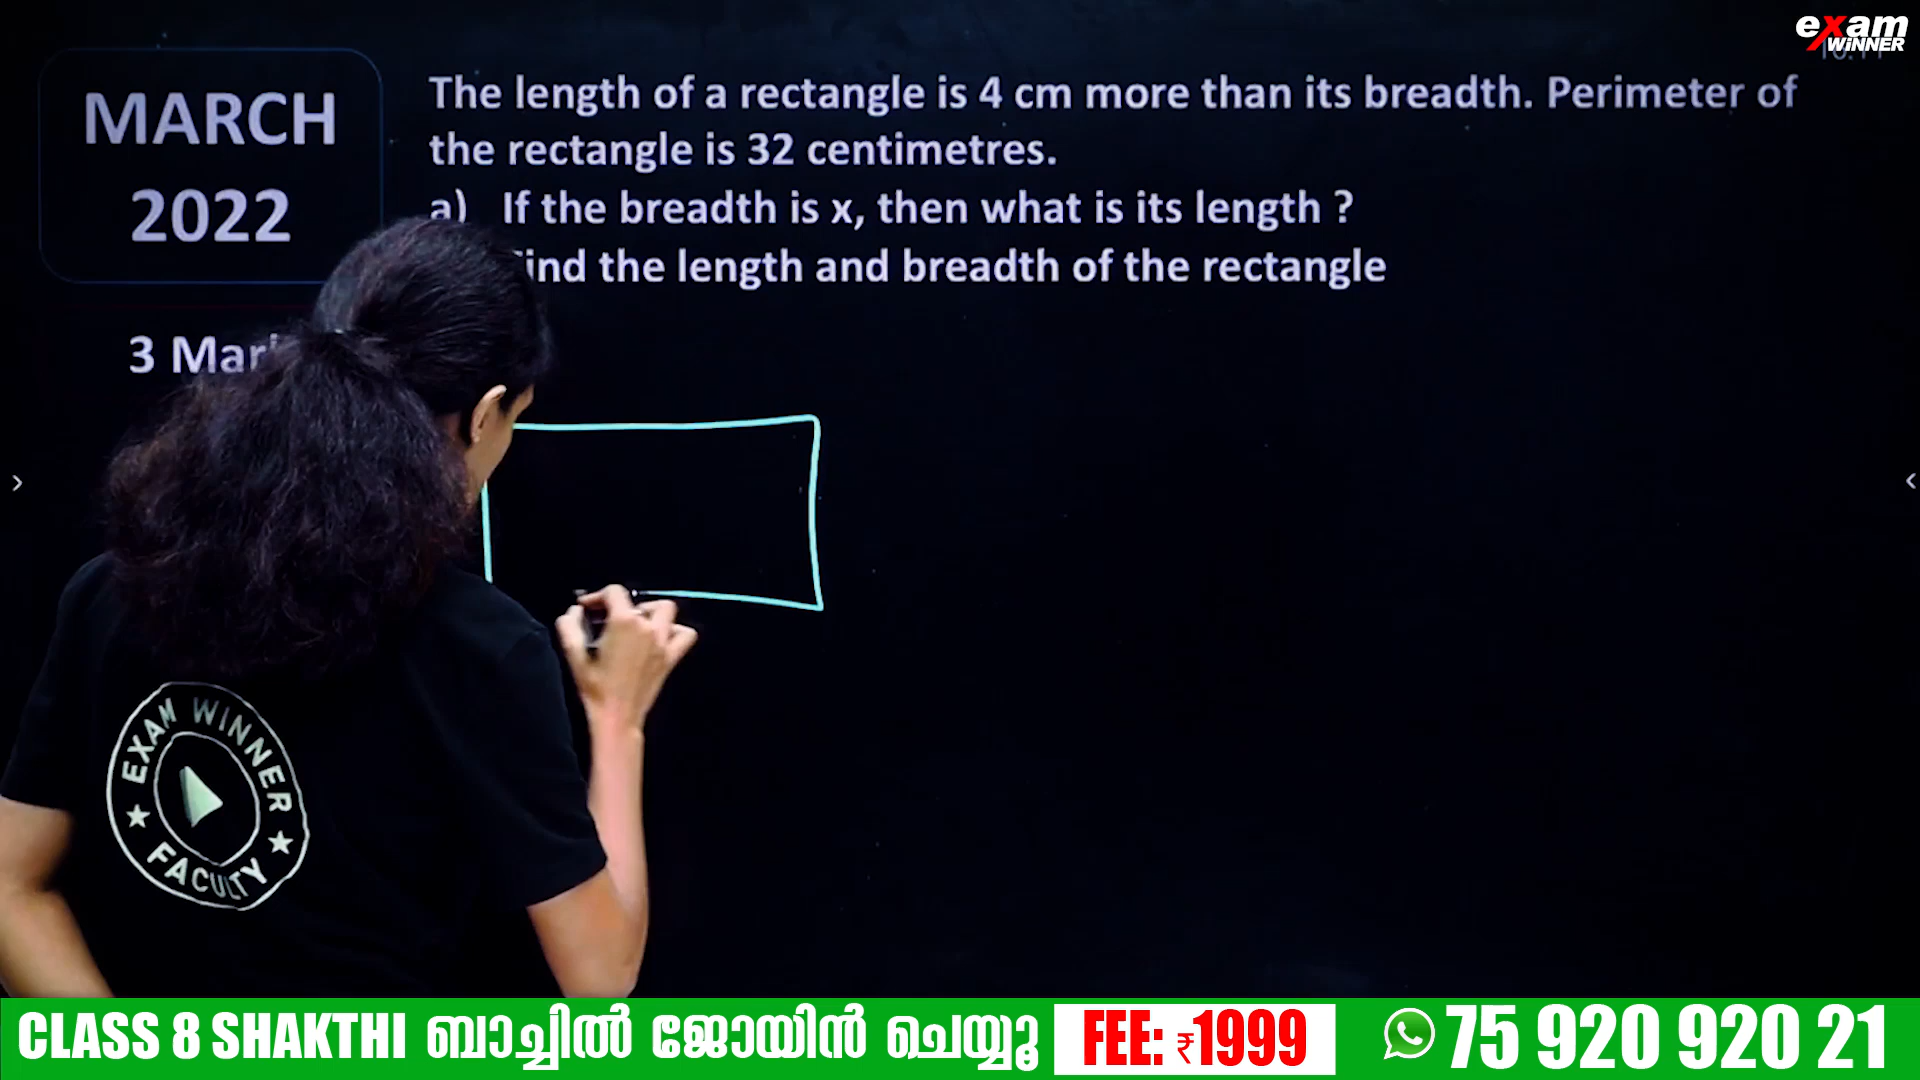 exam
WiNNER
MARCH
2022
The length of a rectangle is 4 cm more than its breadth. Perimeter of
the rectangle is 32 centimetres.
a) If the breadth is x, then what is its length ?
find the length and breadth of the rectangle
3
EXAM WINNER
FACULTY
CLASS 8 SHAKTHI ബാച്ചിൽ ജോയിൻ ചെയ്യൂ FEE: ₹1999 75 920 920 21